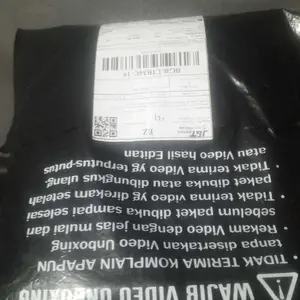 WAJIB VIDEO UNBOXING
• TIDAK TERIMA KOMPLAIN APAPUN
tanpa disertakan Video Unboxing
• Rekam Video dengan jelas mulai dari
sebelum paket dibuka sampai selesai
• Tidak terima video yg direkam setelah
paket dibuka atau dibungkus ulang.
• Tidak terima video yg terputus-putus
atau Video hasil Editan
J&T
EZ